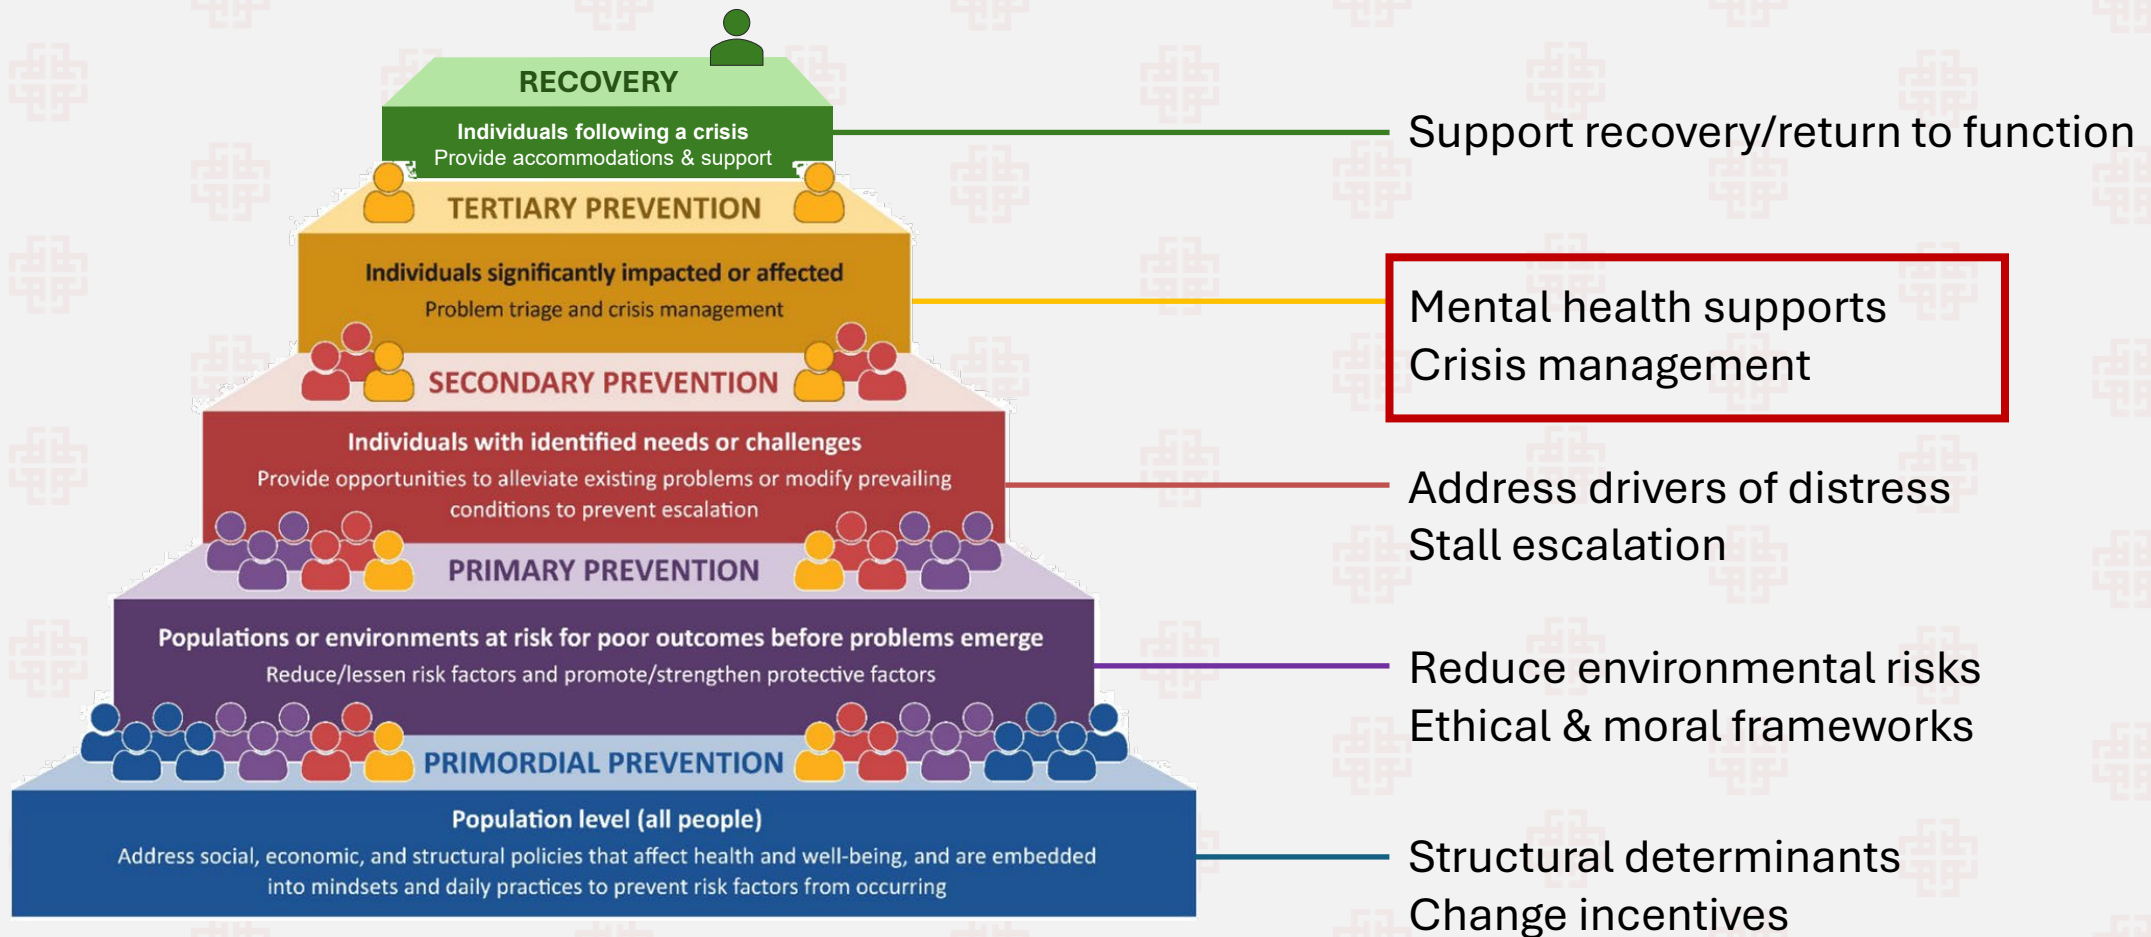 RECOVERY
Individuals following a crisis
Provide accommodations & support
Support recovery/return to function
TERTIARY PREVENTION
Individuals significantly impacted or affected
Problem triage and crisis management
Mental health supports
Crisis management
SECONDARY PREVENTION
Individuals with identified needs or challenges
Provide opportunities to alleviate existing problems or modify prevailing
conditions to prevent escalation
Address drivers of distress
Stall escalation
PRIMARY PREVENTION
Populations or environments at risk for poor outcomes before problems emerge
Reduce/lessen risk factors and promote/strengthen protective factors
Reduce environmental risks
Ethical & moral frameworks
PRIMORDIAL PREVENTION
Population level (all people)
Address social, economic, and structural policies that affect health and well-being, and are embedded
into mindsets and daily practices to prevent risk factors from occurring
Structural determinants
Change incentives